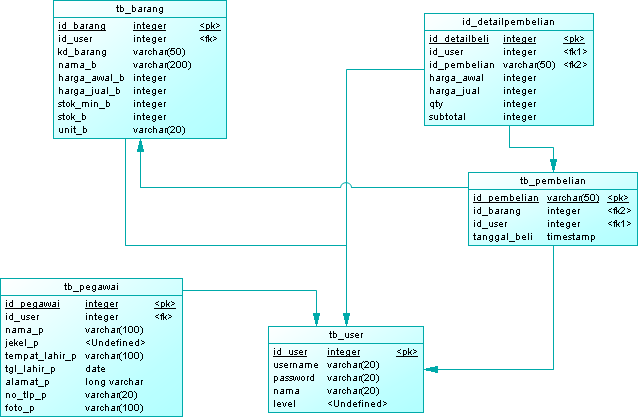 tb_barang
id_barang integer <pk>
id_user integer <fk>
kd_barang varchar(50)
nama_b varchar(200)
harga_awal_b integer
harga_jual_b integer
stok_min_b integer
stok_b integer
unit_b varchar(20)
id_detailpembelian
id_detailbeli integer <pk>
id_user integer <fk1>
id_pembelian varchar(50) <fk2>
harga_awal integer
harga_jual integer
qty integer
subtotal integer
tb_pembelian
id_pembelian varchar(50) <pk>
id_barang integer <fk2>
id_user integer <fk1>
tanggal_beli timestamp
tb_pegawai
id_pegawai integer <pk>
id_user integer <fk>
nama_p varchar(100)
jekel_p <Undefined>
tempat_lahir_p varchar(100)
tgl_lahir_p date
alamat_p long varchar
no_tlp_p varchar(20)
foto_p varchar(100)
tb_user
id_user integer <pk>
username varchar(20)
password varchar(20)
nama varchar(20)
level <Undefined>